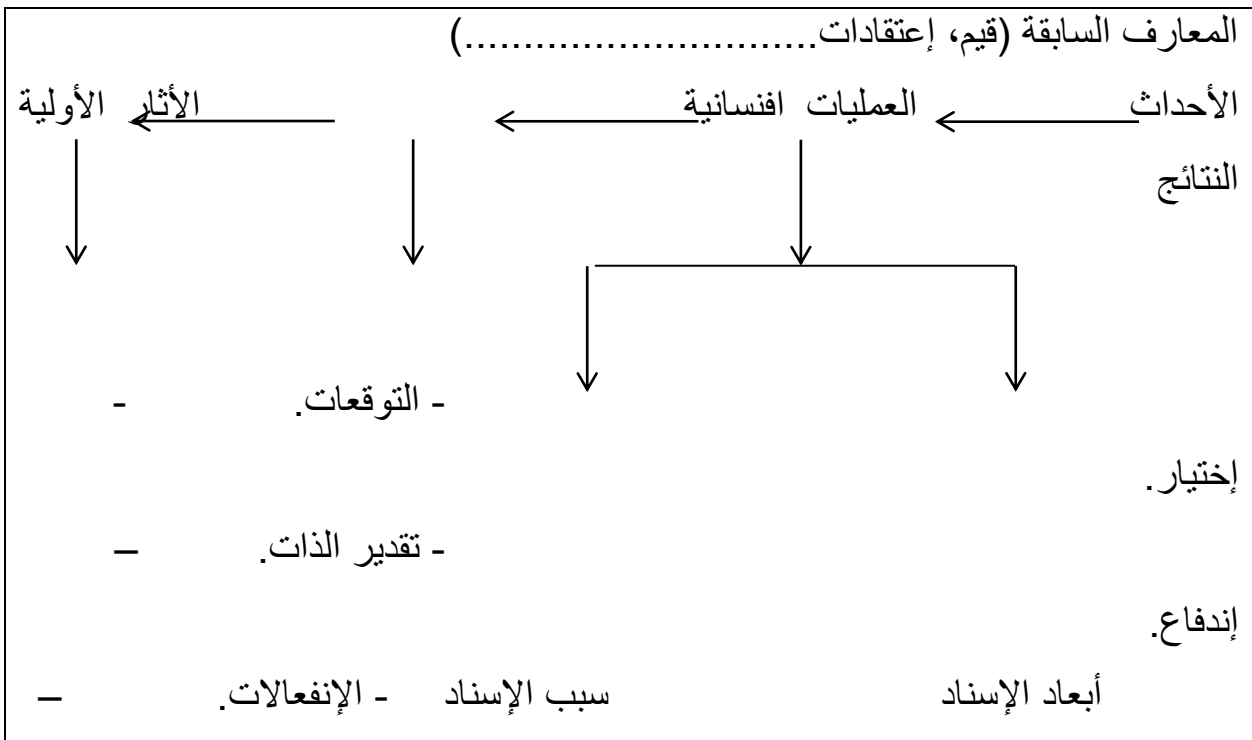 المعارف السابقة (قيم، إعتقادات..............................)
الأحداث العمليات افنسانية الأثار الأولية
النتائج
- التوقعات. -
إختيار.
- تقدير الذات. –
إندفاع.
أبعاد الإسناد سبب الإسناد - الإنفعالات. –